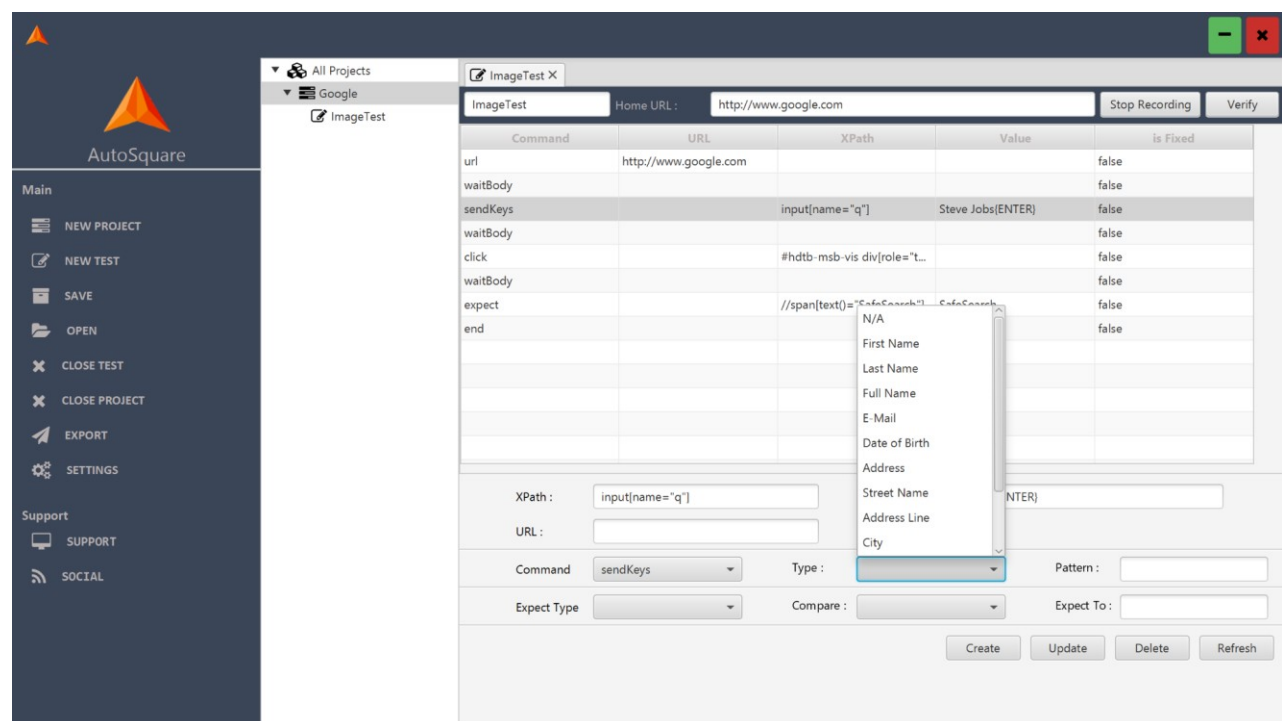 AutoSquare
Main
NEW PROJECT
NEW TEST
SAVE
OPEN
CLOSE TEST
CLOSE PROJECT
EXPORT
SETTINGS
Support
SUPPORT
SOCIAL
All Projects
Google
ImageTest
ImageTest
ImageTest Home URL : http://www.google.com Stop Recording Verify
Command URL XPath Value is Fixed
url http://www.google.com false
waitBody false
sendKeys input[name="q"] Steve Jobs{ENTER} false
waitBody false
click #hdtb-msb-vis div[role="t... false
waitBody false
expect //span[text()="SafeSearch"] SafeSearch false
end false
N/A
First Name
Last Name
Full Name
E-Mail
Date of Birth
Address
Street Name
Address Line
City
XPath : input[name="q"] NTER}
URL :
Command sendKeys Type : Pattern :
Expect Type Compare : Expect To :
Create Update Delete Refresh